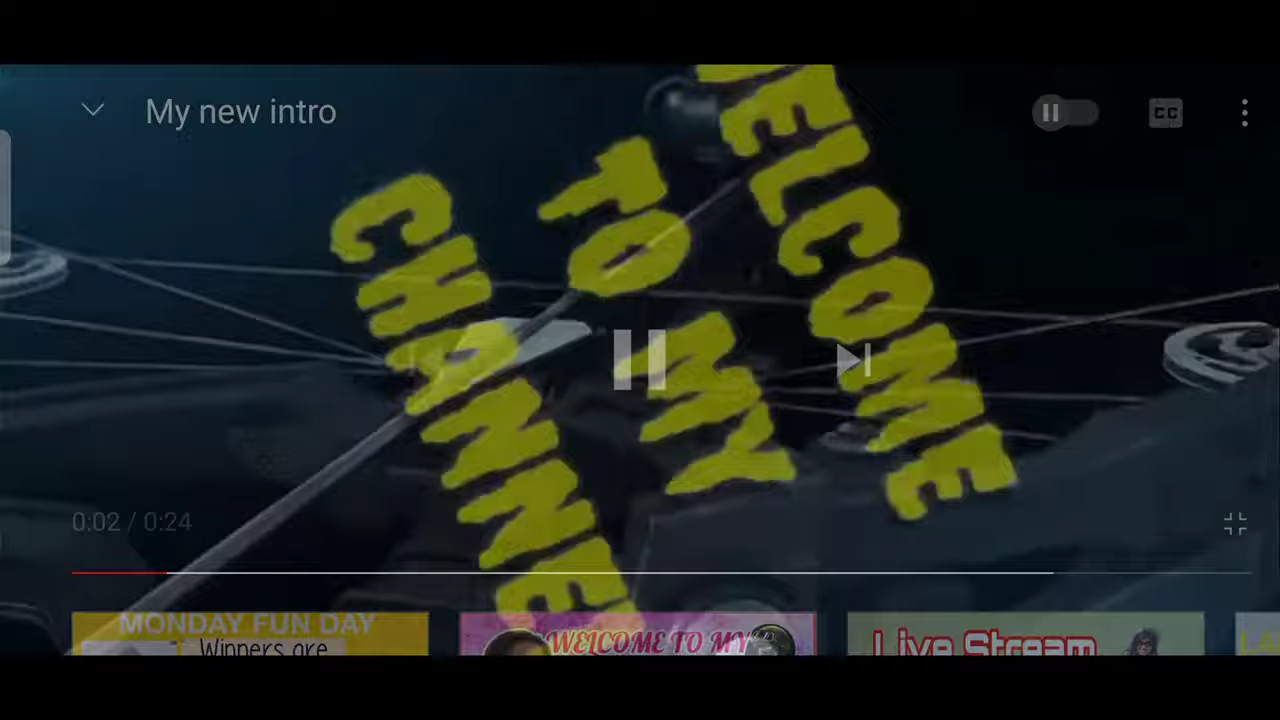 My new intro
CC
WELCOME
TO MY
CHANNEL
0:02 / 0:24
MONDAY FUN DAY
Winners are
WELCOME TO MY
Live Stream